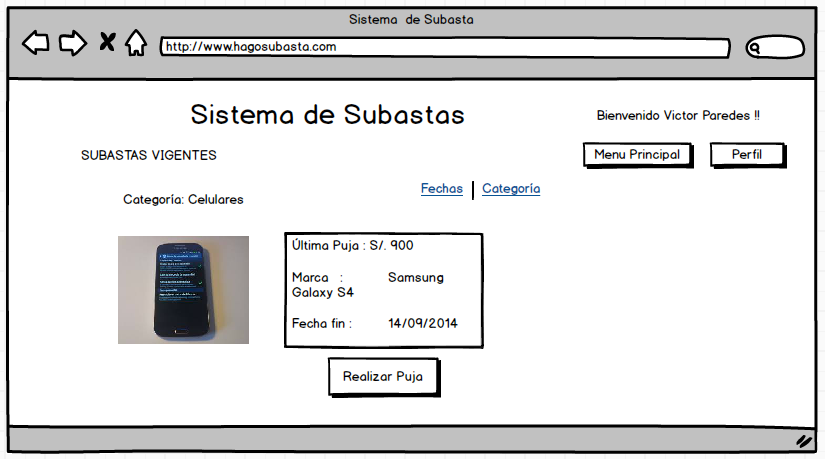 Sistema de Subasta
http://www.hagosubasta.com
Sistema de Subastas
Bienvenido Victor Paredes !!
SUBASTAS VIGENTES
Menu Principal
Perfil
Fechas | Categoría
Categoría: Celulares
Última Puja : S/. 900
Marca : Samsung
Galaxy S4
Fecha fin : 14/09/2014
Realizar Puja